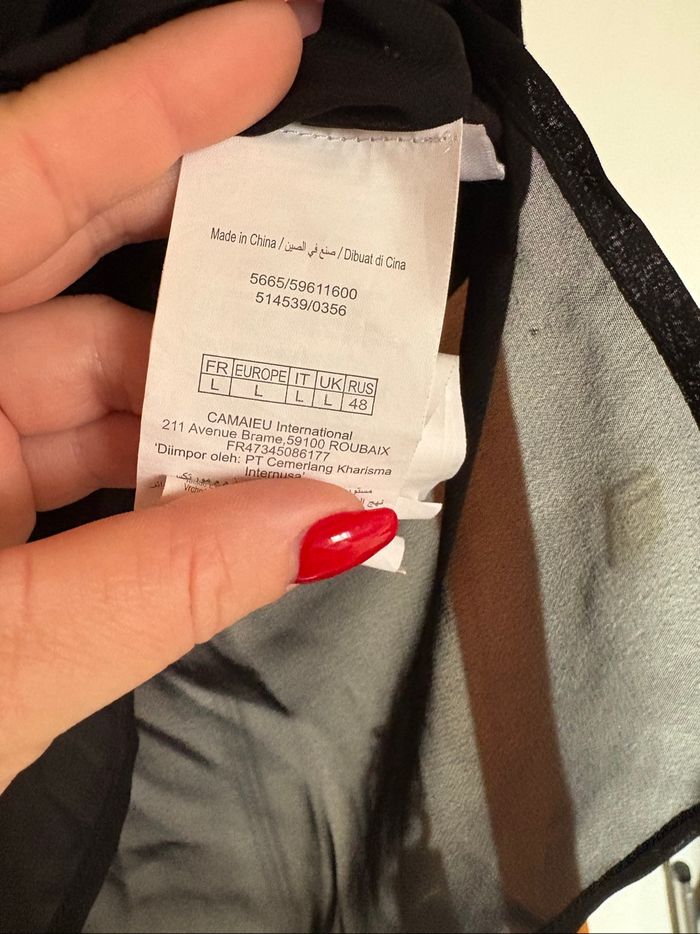 Made in China / صنع في الصين / Dibuat di Cina
5665/59611600
514539/0356
FR EUROPE IT UK RUS
L L L L 48
CAMAIEU International
211 Avenue Brame,59100 ROUBAIX
FR47345086177
'Diimpor oleh: PT Cemerlang Kharisma
Internusa'